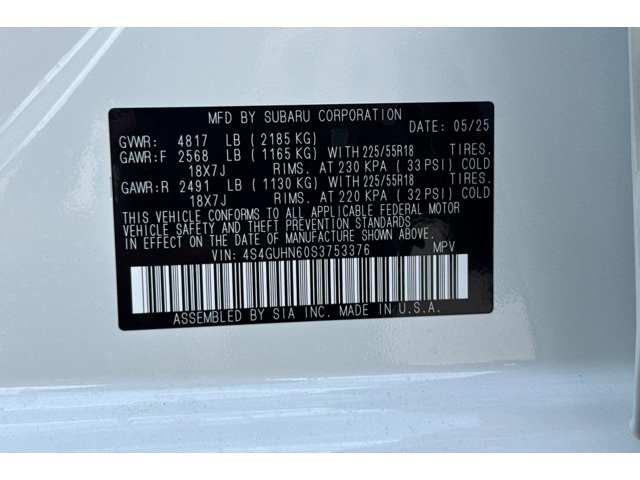 MFD BY SUBARU CORPORATION
DATE: 05/25
GVWR: 4817 LB (2185 KG)
GAWR:F 2568 LB (1165 KG) WITH 225/55R18 TIRES.
18X7J RIMS. AT 230 KPA (33 PSI) COLD
GAWR:R 2491 LB (1130 KG) WITH 225/55R18 TIRES.
18X7J RIMS. AT 220 KPA (32 PSI) COLD
THIS VEHICLE CONFORMS TO ALL APPLICABLE FEDERAL MOTOR
VEHICLE SAFETY AND THEFT PREVENTION STANDARDS
IN EFFECT ON THE DATE OF MANUFACTURE SHOWN ABOVE.
VIN: 4S4GUHN60S3753376 MPV
ASSEMBLED BY SIA INC. MADE IN U.S.A.